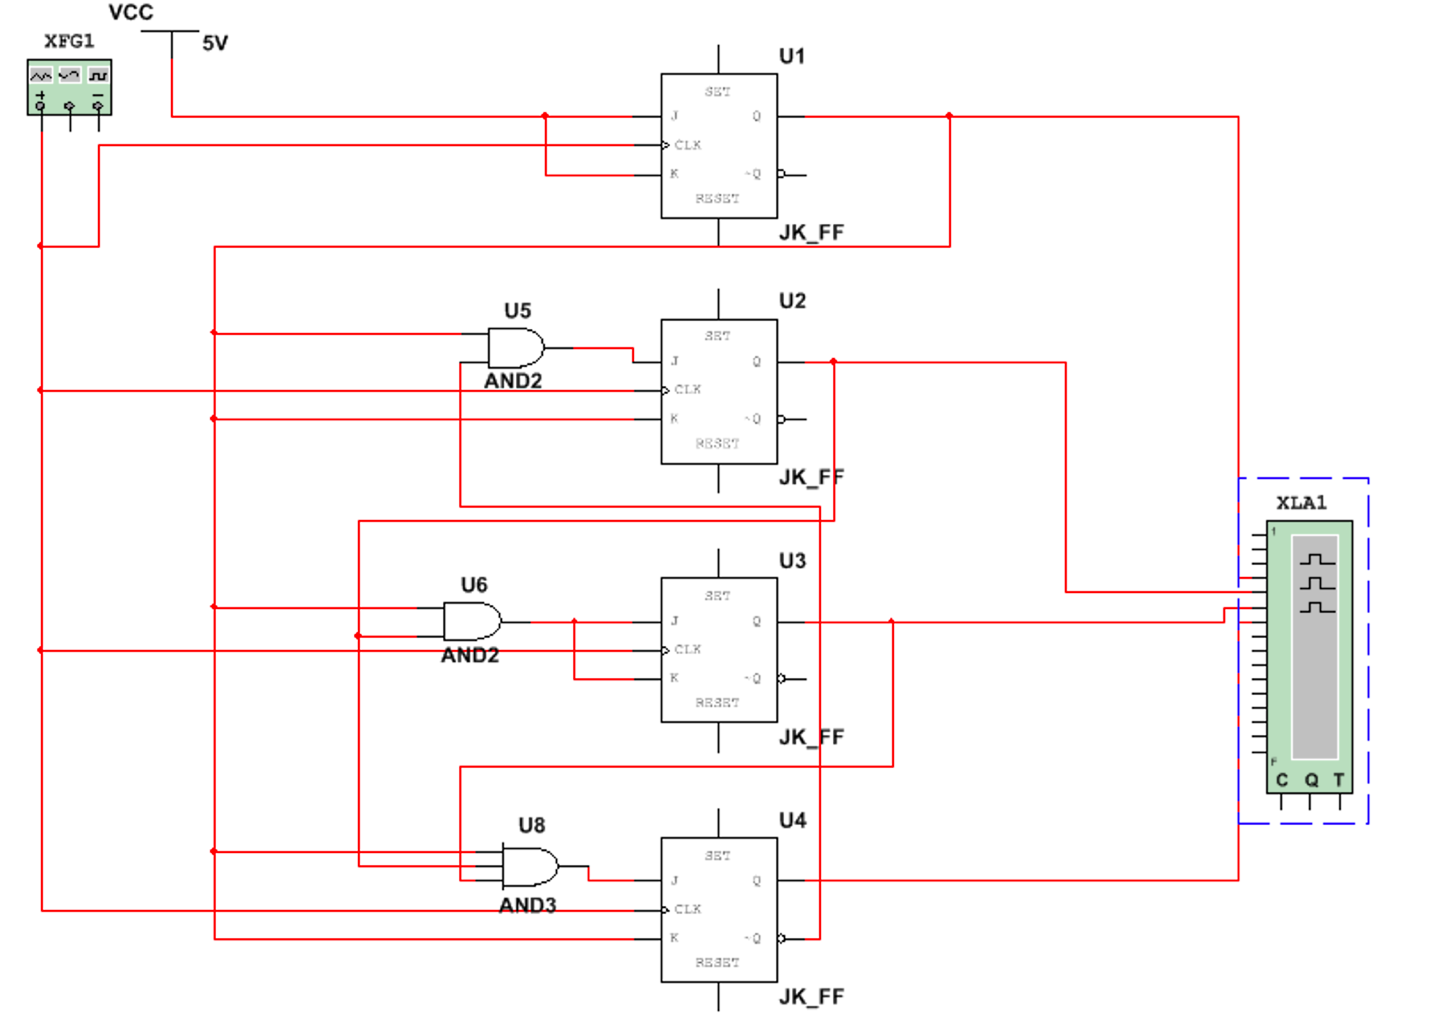 VCC
5V
XFG1
+
−
U1
SET
J
Q
CLK
K
~Q
RESET
JK_FF
U5
AND2
U2
SET
J
Q
CLK
K
~Q
RESET
JK_FF
XLA1
1
F
C Q T
U6
AND2
U3
SET
J
Q
CLK
K
~Q
RESET
JK_FF
U8
AND3
U4
SET
J
Q
CLK
K
~Q
RESET
JK_FF